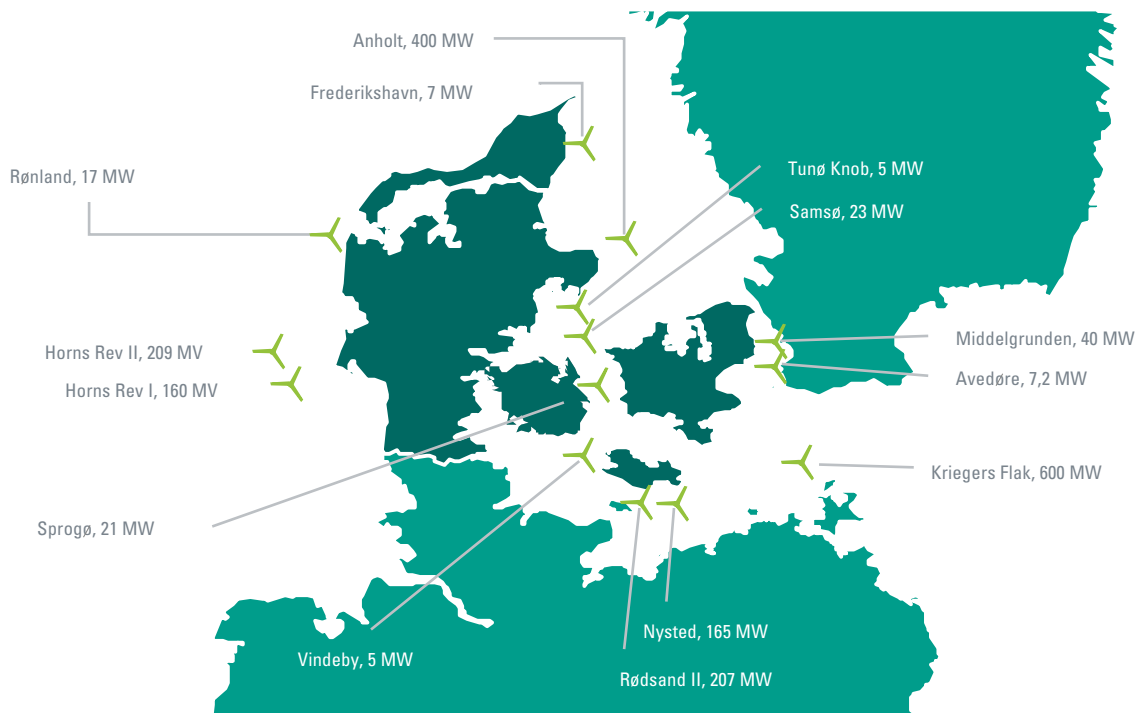 Anholt, 400 MW
Frederikshavn, 7 MW
Rønland, 17 MW
Tunø Knob, 5 MW
Samsø, 23 MW
Horns Rev II, 209 MV
Middelgrunden, 40 MW
Horns Rev I, 160 MV
Avedøre, 7,2 MW
Kriegers Flak, 600 MW
Sprogø, 21 MW
Nysted, 165 MW
Vindeby, 5 MW
Rødsand II, 207 MW